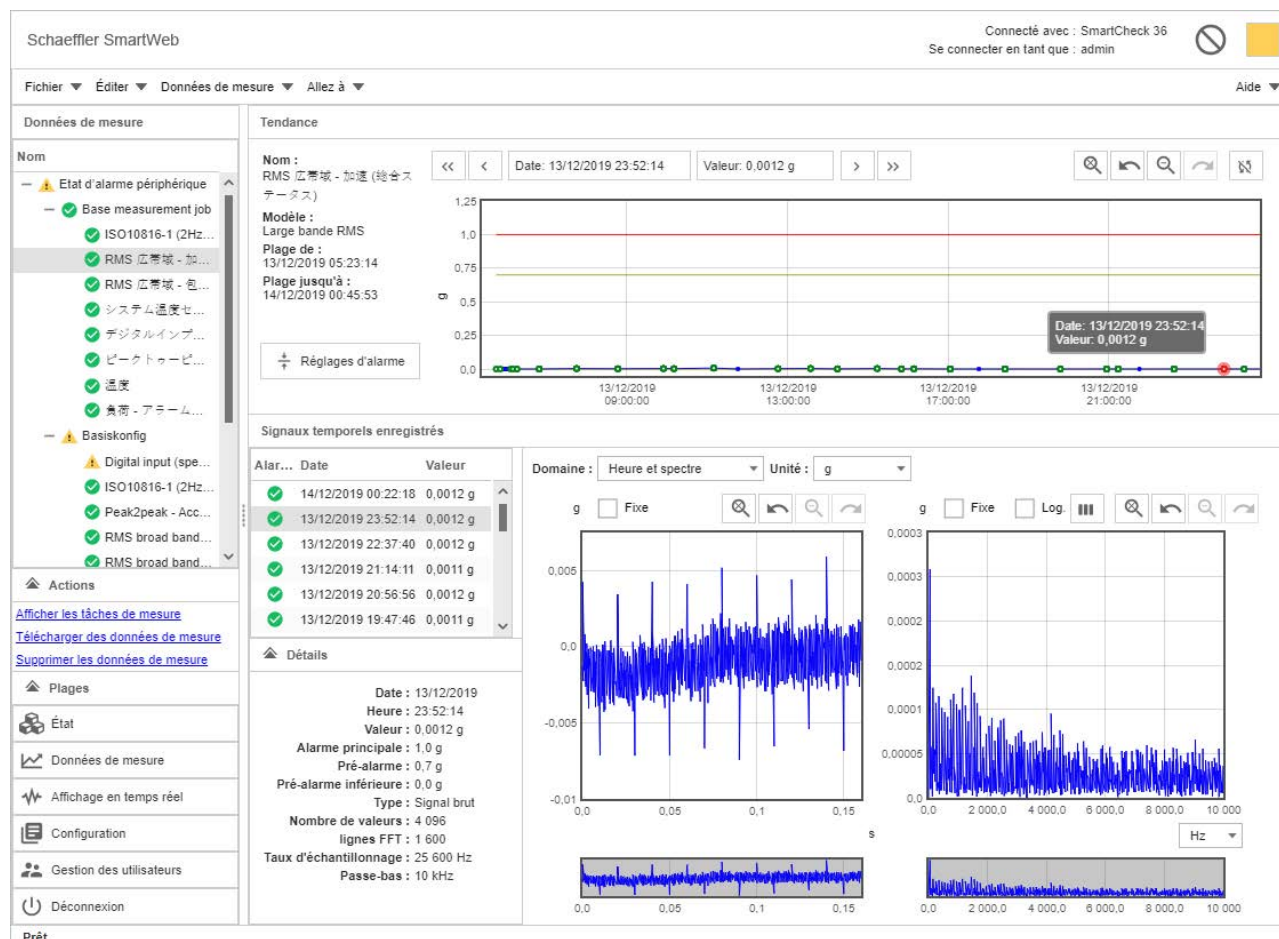 Schaeffler SmartWeb
Connecté avec : SmartCheck 36
Se connecter en tant que : admin
Fichier Éditer Données de mesure Allez à Aide
Données de mesure
Nom
Etat d'alarme périphérique
Base measurement job
ISO10816-1 (2Hz...
RMS 広帯域 - 加...
RMS 広帯域 - 包...
システム温度セ...
デジタルインプ...
ピークトゥーピ...
温度
負荷 - アラーム...
Basiskonfig
Digital input (spe...
ISO10816-1 (2Hz...
Peak2peak - Acc...
RMS broad band...
RMS broad band...
Actions
Afficher les tâches de mesure
Télécharger des données de mesure
Supprimer les données de mesure
Plages
État
Données de mesure
Affichage en temps réel
Configuration
Gestion des utilisateurs
Déconnexion
Prêt
Tendance
Nom :
RMS 広帯域 - 加速 (総合ス
テータス)
Modèle :
Large bande RMS
Plage de :
13/12/2019 05:23:14
Plage jusqu'à :
14/12/2019 00:45:53
Réglages d'alarme
<< < Date: 13/12/2019 23:52:14 Valeur: 0,0012 g > >>
1,25
1,0
0,75
0,5
0,25
0,0
g
Date: 13/12/2019 23:52:14
Valeur: 0,0012 g
13/12/2019 13/12/2019 13/12/2019 13/12/2019
09:00:00 13:00:00 17:00:00 21:00:00
Signaux temporels enregistrés
Alar... Date Valeur
14/12/2019 00:22:18 0,0012 g
13/12/2019 23:52:14 0,0012 g
13/12/2019 22:37:40 0,0012 g
13/12/2019 21:14:11 0,0011 g
13/12/2019 20:56:56 0,0012 g
13/12/2019 19:47:46 0,0011 g
Détails
Date : 13/12/2019
Heure : 23:52:14
Valeur : 0,0012 g
Alarme principale : 1,0 g
Pré-alarme : 0,7 g
Pré-alarme inférieure : 0,0 g
Type : Signal brut
Nombre de valeurs : 4 096
lignes FFT : 1 600
Taux d'échantillonnage : 25 600 Hz
Passe-bas : 10 kHz
Domaine : Heure et spectre Unité : g
g Fixe
0,005
0,0
-0,005
-0,01
0,0 0,05 0,1 0,15
s
0,0 0,05 0,1 0,15
g Fixe Log.
0,0003
0,0003
0,0002
0,0002
0,0001
0,00005
0,0
0,0 2 000,0 4 000,0 6 000,0 8 000,0 10 000
Hz
0,0 2 000,0 4 000,0 6 000,0 8 000,0 10 000